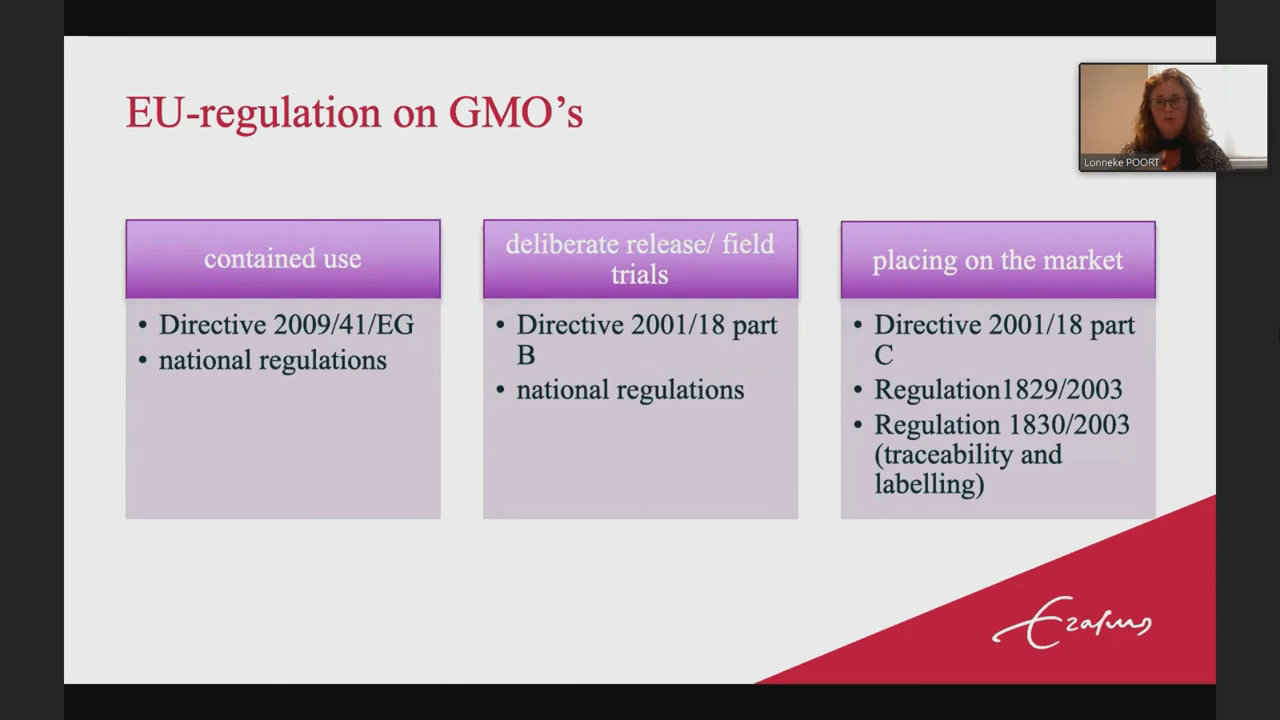 EU-regulation on GMO’s
Lonneke POORT
contained use
• Directive 2009/41/EG
• national regulations
deliberate release/ field
trials
• Directive 2001/18 part
B
• national regulations
placing on the market
• Directive 2001/18 part
C
• Regulation1829/2003
• Regulation 1830/2003
(traceability and
labelling)
Erasmus